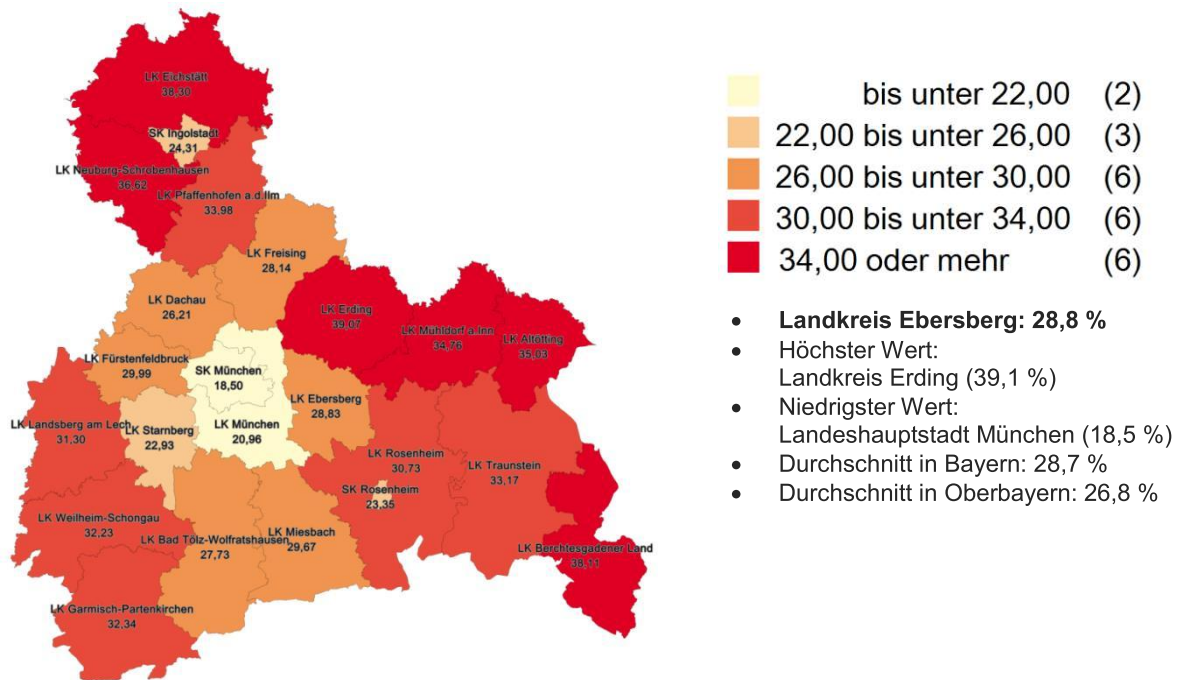 LK Eichstätt
38,30
SK Ingolstadt
24,31
LK Neuburg-Schrobenhausen
36,62
LK Pfaffenhofen a.d.Ilm
33,98
LK Freising
28,14
LK Dachau
26,21
LK Erding
39,07
LK Mühldorf a.Inn
34,76
LK Altötting
35,03
LK Fürstenfeldbruck
29,99
SK München
18,50
LK Ebersberg
28,83
LK Landsberg am Lech
31,30
LK Starnberg
22,93
LK München
20,96
LK Rosenheim
30,73
LK Traunstein
33,17
SK Rosenheim
23,35
LK Weilheim-Schongau
32,23
LK Bad Tölz-Wolfratshausen
27,73
LK Miesbach
29,67
LK Berchtesgadener Land
38,11
LK Garmisch-Partenkirchen
32,34
bis unter 22,00 (2)
22,00 bis unter 26,00 (3)
26,00 bis unter 30,00 (6)
30,00 bis unter 34,00 (6)
34,00 oder mehr (6)
• Landkreis Ebersberg: 28,8 %
• Höchster Wert:
Landkreis Erding (39,1 %)
• Niedrigster Wert:
Landeshauptstadt München (18,5 %)
• Durchschnitt in Bayern: 28,7 %
• Durchschnitt in Oberbayern: 26,8 %